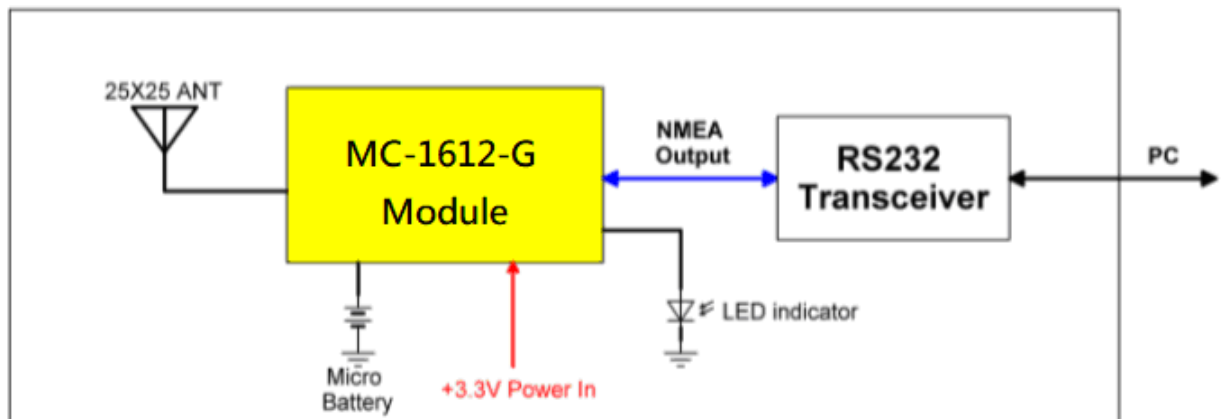 25X25 ANT
MC-1612-G
Module
NMEA
Output
RS232
Transceiver
PC
LED indicator
Micro
Battery
+3.3V Power In